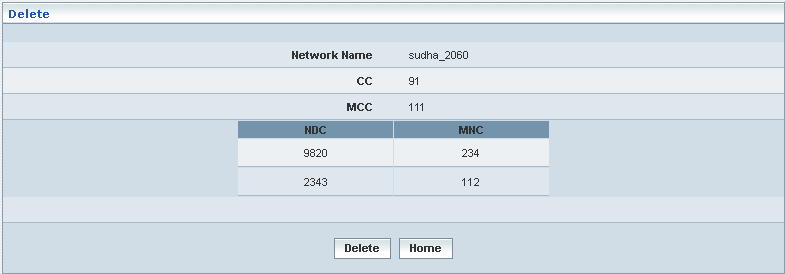 Delete
Network Name sudha_2060
CC 91
MCC 111
NDC MNC
9820 234
2343 112
Delete Home